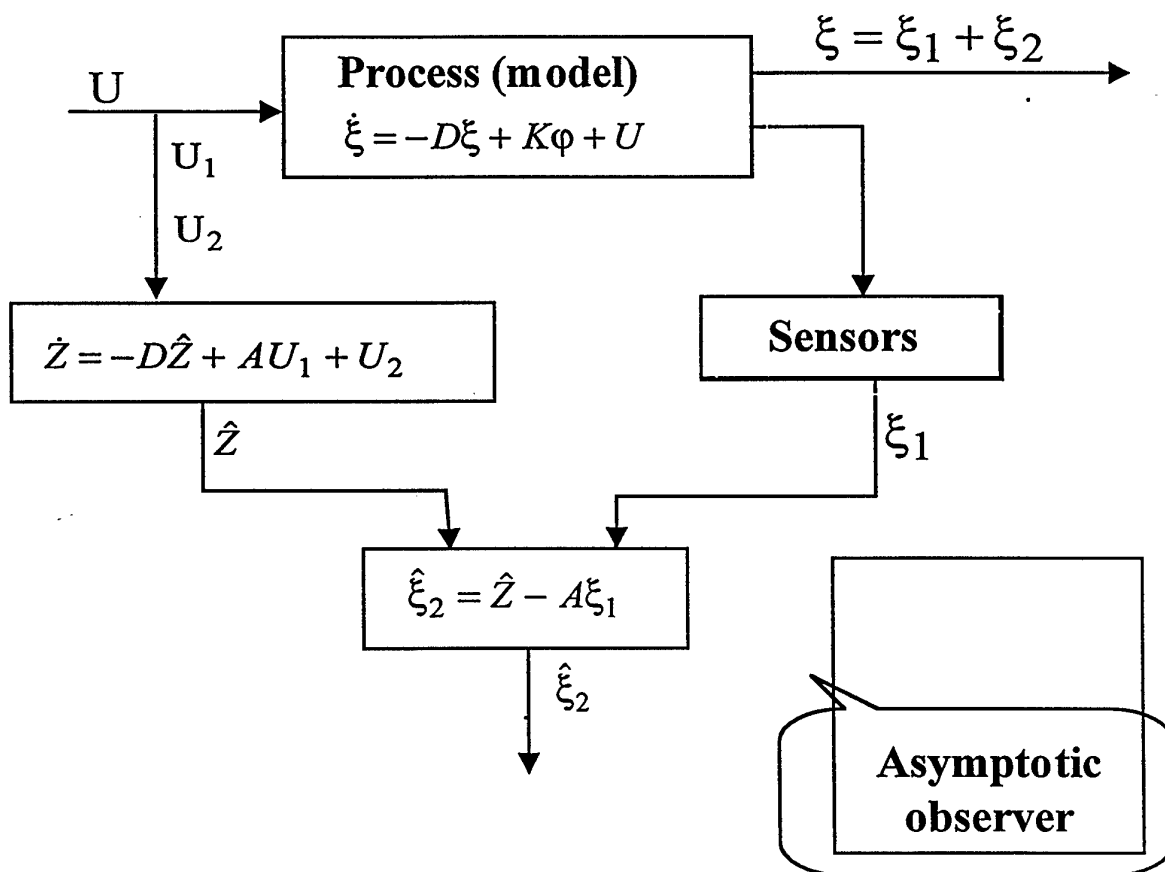 ξ = ξ₁ + ξ₂
Process (model)
U
ξ̇ = −Dξ + Kφ + U
U₁
U₂
Ż = −DẐ + AU₁ + U₂
Sensors
Ẑ
ξ₁
ξ̂₂ = Ẑ − Aξ₁
ξ̂₂
Asymptotic
observer